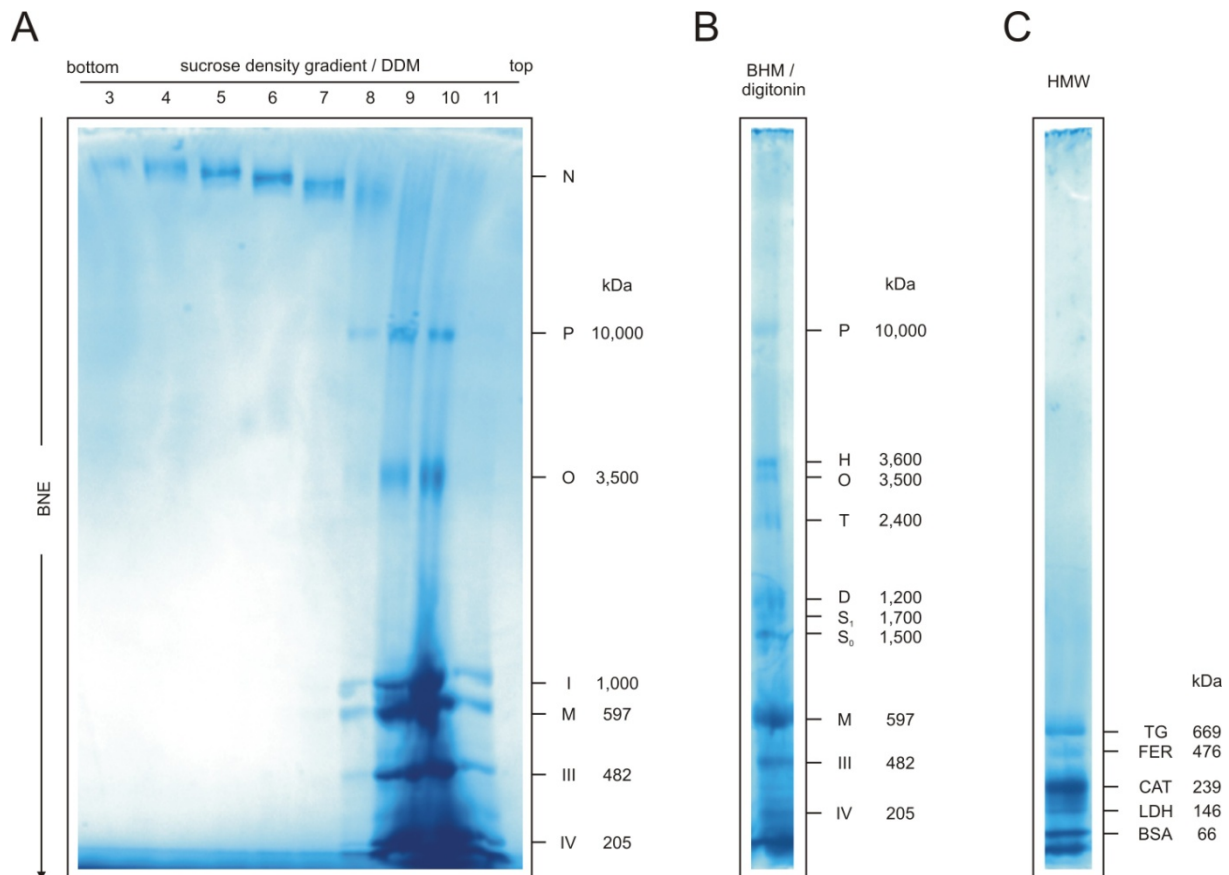 A
bottom sucrose density gradient / DDM top
3 4 5 6 7 8 9 10 11
BNE
N
kDa
P 10,000
O 3,500
I 1,000
M 597
III 482
IV 205
B
BHM /
digitonin
kDa
P 10,000
H 3,600
O 3,500
T 2,400
D 1,200
S₁ 1,700
S₀ 1,500
M 597
III 482
IV 205
C
HMW
kDa
TG 669
FER 476
CAT 239
LDH 146
BSA 66